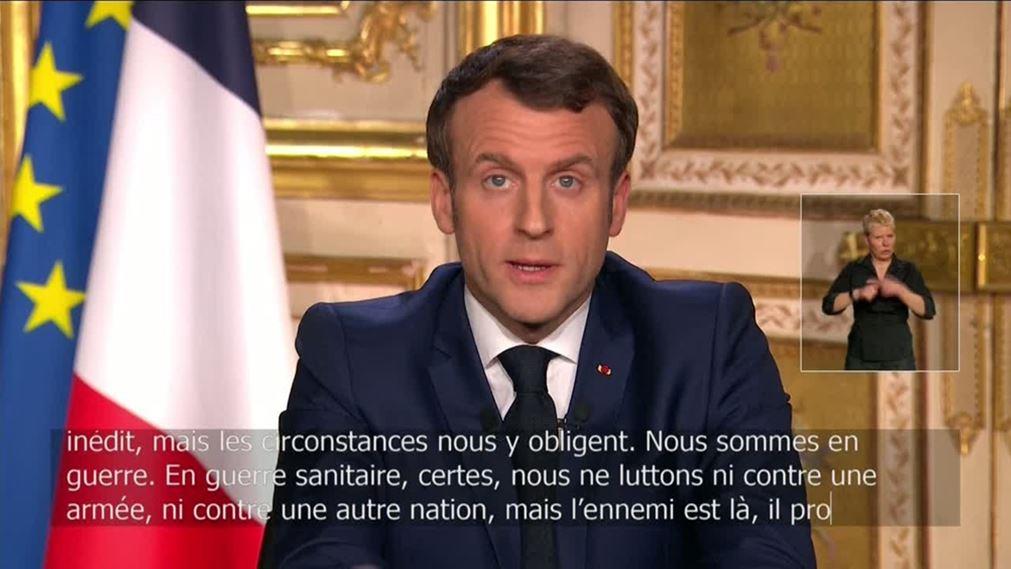 inédit, mais les circonstances nous y obligent. Nous sommes en
guerre. En guerre sanitaire, certes, nous ne luttons ni contre une
armée, ni contre une autre nation, mais l'ennemi est là, il pro